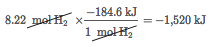 8.22 mol H₂ × −184.6 kJ / 1 mol H₂ = −1,520 kJ